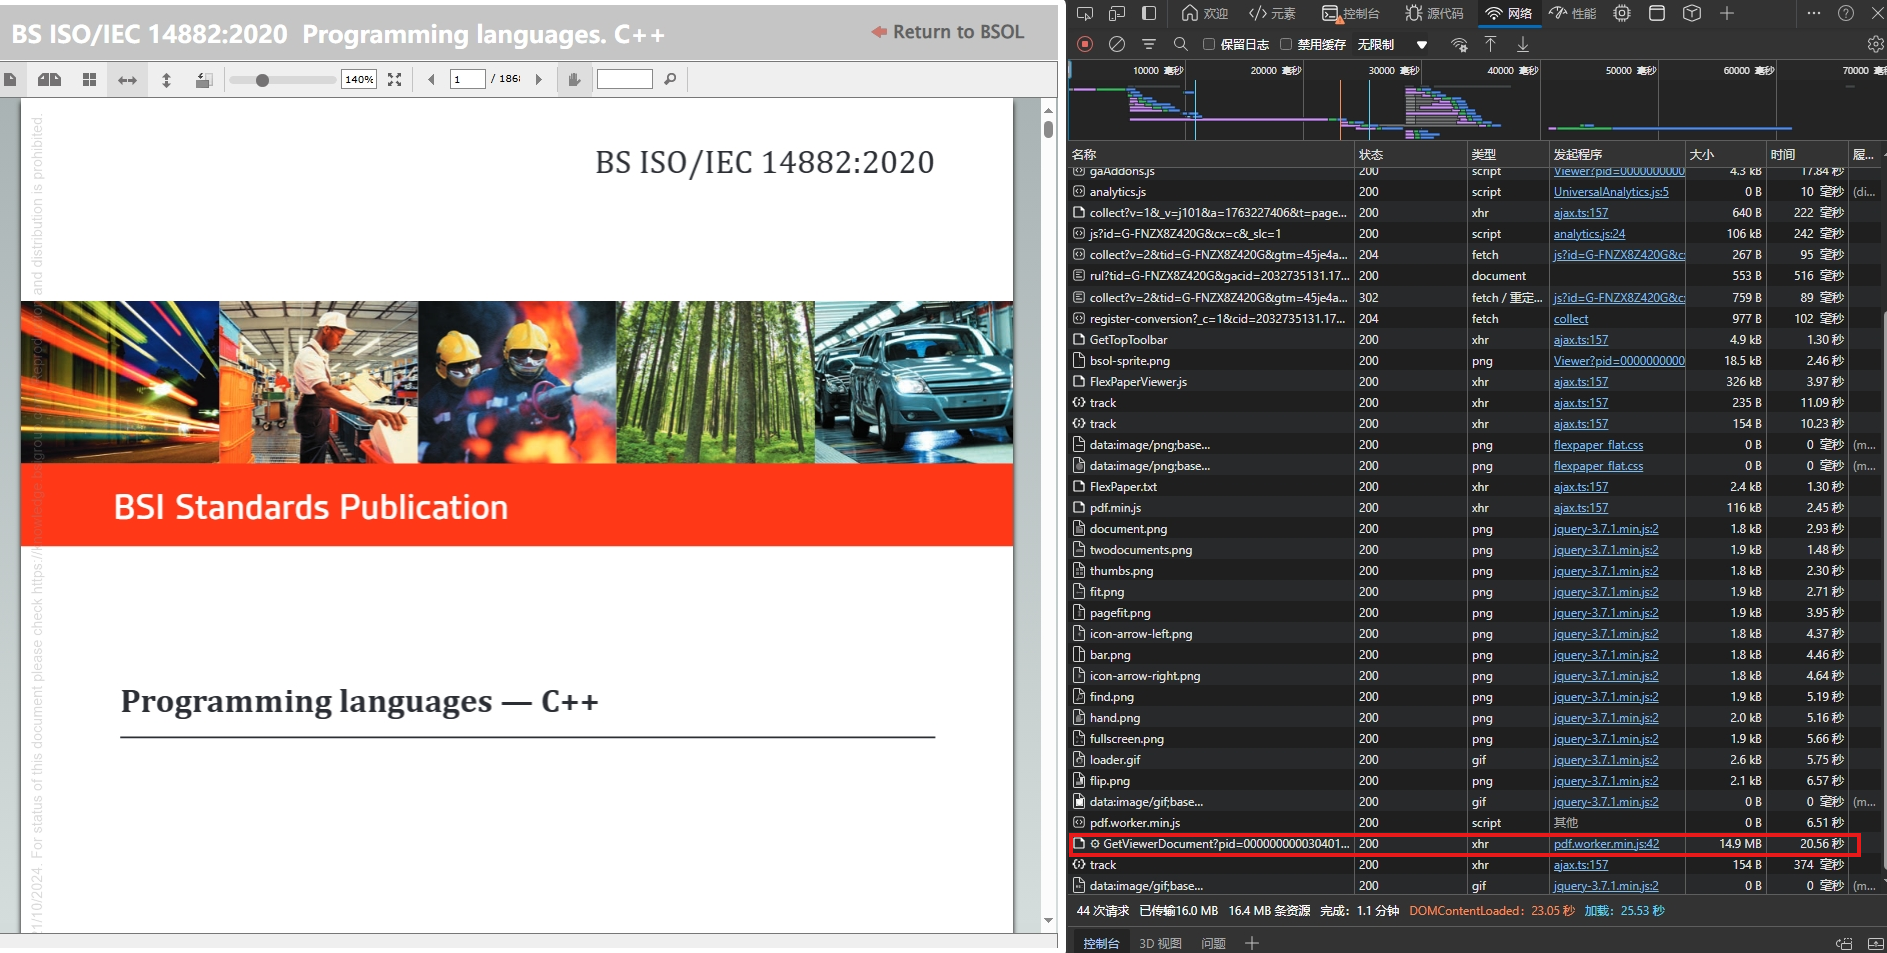 BS ISO/IEC 14882:2020 Programming languages. C++
Return to BSOL
140%
1
/ 186
BS ISO/IEC 14882:2020
BSI Standards Publication
Programming languages — C++
欢迎
元素
控制台
源代码
网络
性能
保留日志
禁用缓存
无限制
10000 毫秒
20000 毫秒
30000 毫秒
40000 毫秒
50000 毫秒
60000 毫秒
70000 毫秒
名称 状态 类型 发起程序 大小 时间 履...
gaAddons.js 200 script Viewer?pid=0000000000 4.3 kB 17.84 秒
analytics.js 200 script UniversalAnalytics.js:5 0 B 10 毫秒 (di...
collect?v=1&_v=j101&a=1763227406&t=page... 200 xhr ajax.ts:157 640 B 222 毫秒
js?id=G-FNZX8Z420G&cx=c&_slc=1 200 script analytics.js:24 106 kB 242 毫秒
collect?v=2&tid=G-FNZX8Z420G&gtm=45je4a... 204 fetch js?id=G-FNZX8Z420G&c 267 B 95 毫秒
rul?tid=G-FNZX8Z420G&gacid=2032735131.17... 200 document 553 B 516 毫秒
collect?v=2&tid=G-FNZX8Z420G&gtm=45je4a... 302 fetch / 重定... js?id=G-FNZX8Z420G&c 759 B 89 毫秒
register-conversion?_c=1&cid=2032735131.17... 204 fetch collect 977 B 102 毫秒
GetTopToolbar 200 xhr ajax.ts:157 4.9 kB 1.30 秒
bsol-sprite.png 200 png Viewer?pid=0000000000 18.5 kB 2.46 秒
FlexPaperViewer.js 200 xhr ajax.ts:157 326 kB 3.97 秒
track 200 xhr ajax.ts:157 235 B 11.09 秒
track 200 xhr ajax.ts:157 154 B 10.23 秒
data:image/png;base... 200 png flexpaper_flat.css 0 B 0 毫秒 (m...
data:image/png;base... 200 png flexpaper_flat.css 0 B 0 毫秒 (m...
FlexPaper.txt 200 xhr ajax.ts:157 2.4 kB 1.30 秒
pdf.min.js 200 xhr ajax.ts:157 116 kB 2.45 秒
document.png 200 png jquery-3.7.1.min.js:2 1.8 kB 2.93 秒
twodocuments.png 200 png jquery-3.7.1.min.js:2 1.9 kB 1.48 秒
thumbs.png 200 png jquery-3.7.1.min.js:2 1.8 kB 2.30 秒
fit.png 200 png jquery-3.7.1.min.js:2 1.9 kB 2.71 秒
pagefit.png 200 png jquery-3.7.1.min.js:2 1.9 kB 3.95 秒
icon-arrow-left.png 200 png jquery-3.7.1.min.js:2 1.8 kB 4.37 秒
bar.png 200 png jquery-3.7.1.min.js:2 1.8 kB 4.46 秒
icon-arrow-right.png 200 png jquery-3.7.1.min.js:2 1.8 kB 4.64 秒
find.png 200 png jquery-3.7.1.min.js:2 1.9 kB 5.19 秒
hand.png 200 png jquery-3.7.1.min.js:2 2.0 kB 5.16 秒
fullscreen.png 200 png jquery-3.7.1.min.js:2 1.9 kB 5.66 秒
loader.gif 200 gif jquery-3.7.1.min.js:2 2.6 kB 5.75 秒
flip.png 200 png jquery-3.7.1.min.js:2 2.1 kB 6.57 秒
data:image/gif;base... 200 gif jquery-3.7.1.min.js:2 0 B 0 毫秒 (m...
pdf.worker.min.js 200 script 其他 0 B 6.51 秒
GetViewerDocument?pid=000000000030401... 200 xhr pdf.worker.min.js:42 14.9 MB 20.56 秒
track 200 xhr ajax.ts:157 154 B 374 毫秒
data:image/gif;base... 200 gif jquery-3.7.1.min.js:2 0 B 0 毫秒 (m...
44 次请求 已传输16.0 MB 16.4 MB 条资源 完成：1.1 分钟 DOMContentLoaded：23.05 秒 加载：25.53 秒
控制台 3D 视图 问题
21/10/2024. For status of this document please check https://knowledge.bsigrou
and distribution is prohibited.